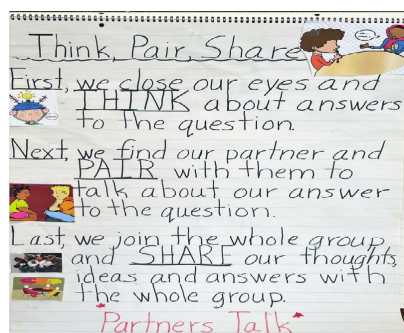 Think, Pair, Share
First, we close our eyes and
THINK about answers
to the question.
Next, we find our partner and
PAIR with them to
talk about our answer
to the question.
Last, we join the whole group
and SHARE our thoughts,
ideas and answers with
the whole group.
Partners Talk